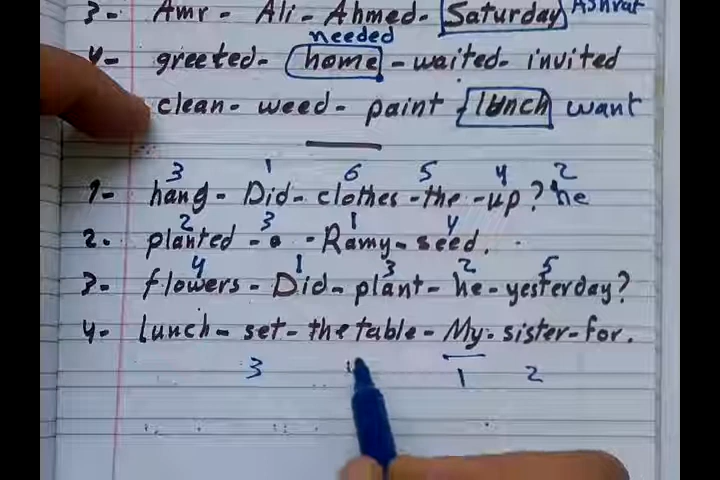 3- Amr - Ali - Ahmed - Saturday Ashraf
needed
4- greeted - home - waited - invited
clean - weed - paint - lunch want
3 1 6 5 4 2
1- hang - Did - clothes - the - up? he
2 3 1 4
2. planted - a - Ramy - seed.
4 1 3 2 5
3- flowers - Did - plant - he - yesterday?
4- Lunch - set - the table - My - sister - for.
3 1 2